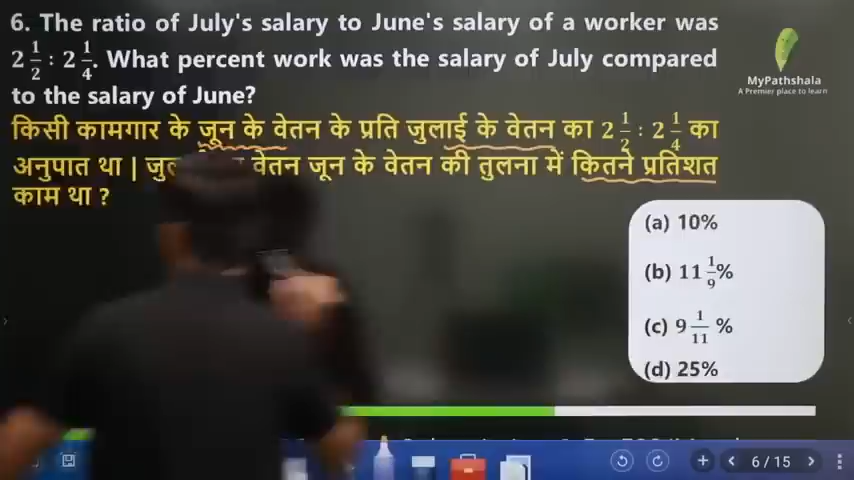 6. The ratio of July's salary to June's salary of a worker was
2 1/2 : 2 1/4. What percent work was the salary of July compared
to the salary of June?
किसी कामगार के जून के वेतन के प्रति जुलाई के वेतन का 2 1/2 : 2 1/4 का
अनुपात था | वेतन जून के वेतन की तुलना में कितने प्रतिशत
काम था ?
(a) 10%
(b) 11 1/9%
(c) 9 1/11 %
(d) 25%
MyPathshala
A Premier place to learn
6 / 15